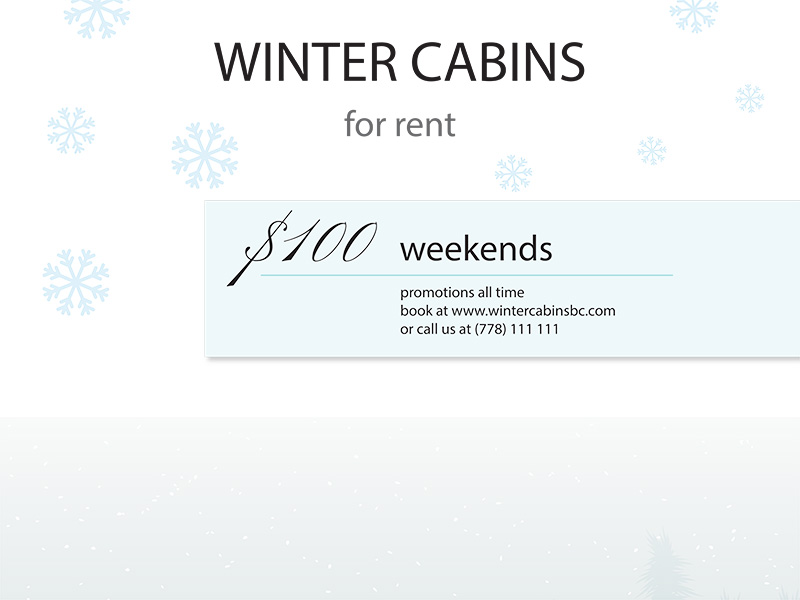 WINTER CABINS
for rent
$100 weekends
promotions all time
book at www.wintercabinsbc.com
or call us at (778) 111 111